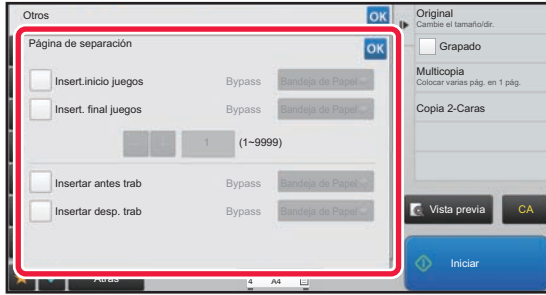 Otros
OK
Página de separación
OK
Insert.inicio juegos
Bypass
Bandeja de Papel
Insert. final juegos
Bypass
Bandeja de Papel
1
(1~9999)
Insertar antes trab
Bypass
Bandeja de Papel
Insertar desp. trab
Bypass
Bandeja de Papel
Atrás
4
A4
Original
Cambie el tamaño/dir.
Grapado
Multicopia
Colocar varias pág. en 1 pág.
Copia 2-Caras
Vista previa
CA
Iniciar